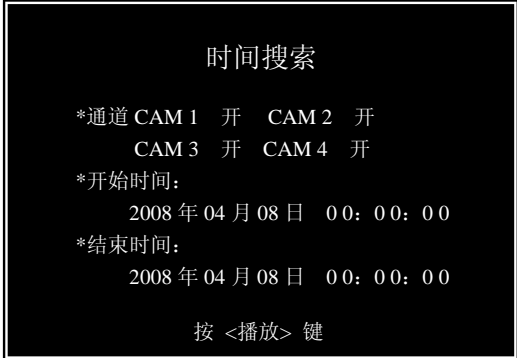 时间搜索
*通道 CAM 1 开 CAM 2 开
CAM 3 开 CAM 4 开
*开始时间：
2008 年 04 月 08 日 0 0：0 0：0 0
*结束时间：
2008 年 04 月 08 日 0 0：0 0：0 0
按 <播放> 键